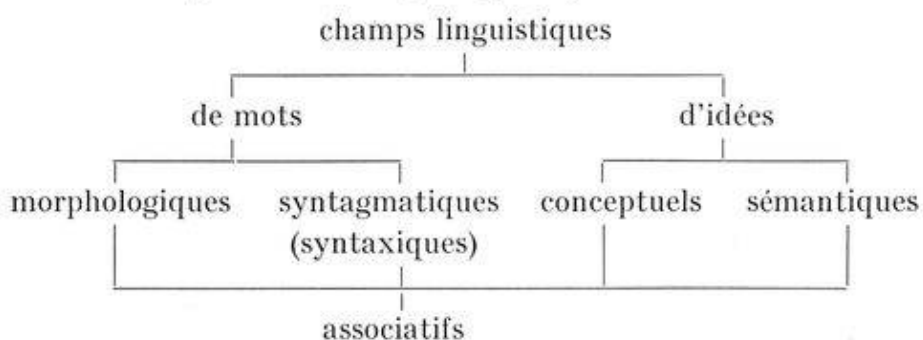 champs linguistiques
de mots d'idées
morphologiques syntagmatiques conceptuels sémantiques
(syntaxiques)
associatifs